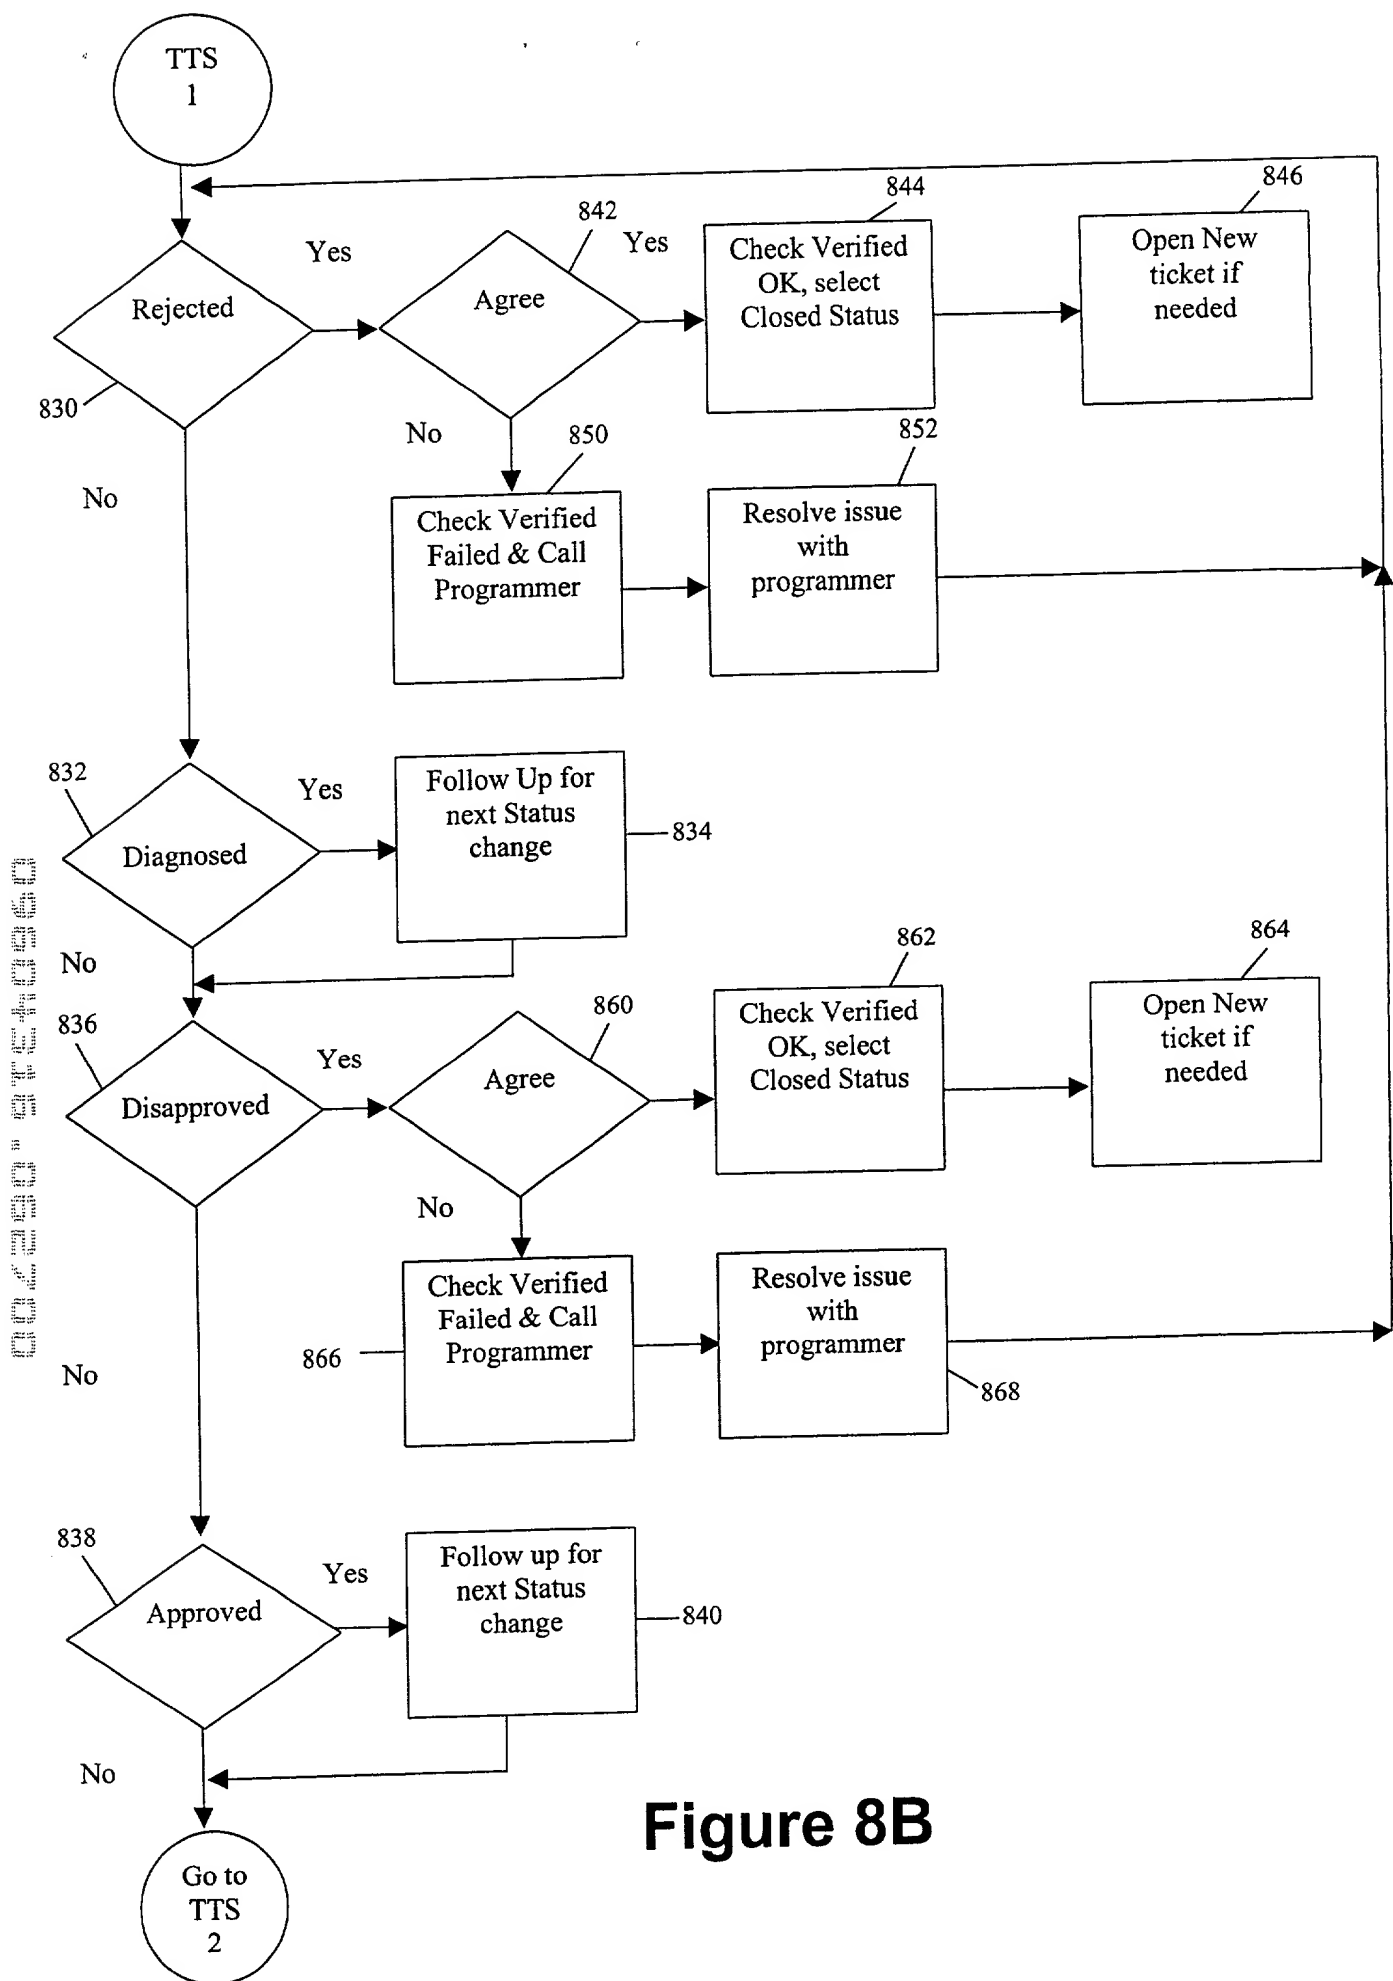 TTS
1
844
846
842
Yes
Yes
Check Verified
OK, select
Closed Status
Open New
ticket if
needed
Rejected
Agree
830
No
850
852
No
Check Verified
Failed & Call
Programmer
Resolve issue
with
programmer
832
Yes
Follow Up for
next Status
change
834
Diagnosed
No
862
864
836
860
Yes
Check Verified
OK, select
Closed Status
Open New
ticket if
needed
Disapproved
Agree
No
Check Verified
Failed & Call
Programmer
Resolve issue
with
programmer
866
868
No
838
Yes
Follow up for
next Status
change
840
Approved
No
Figure 8B
Go to
TTS
2